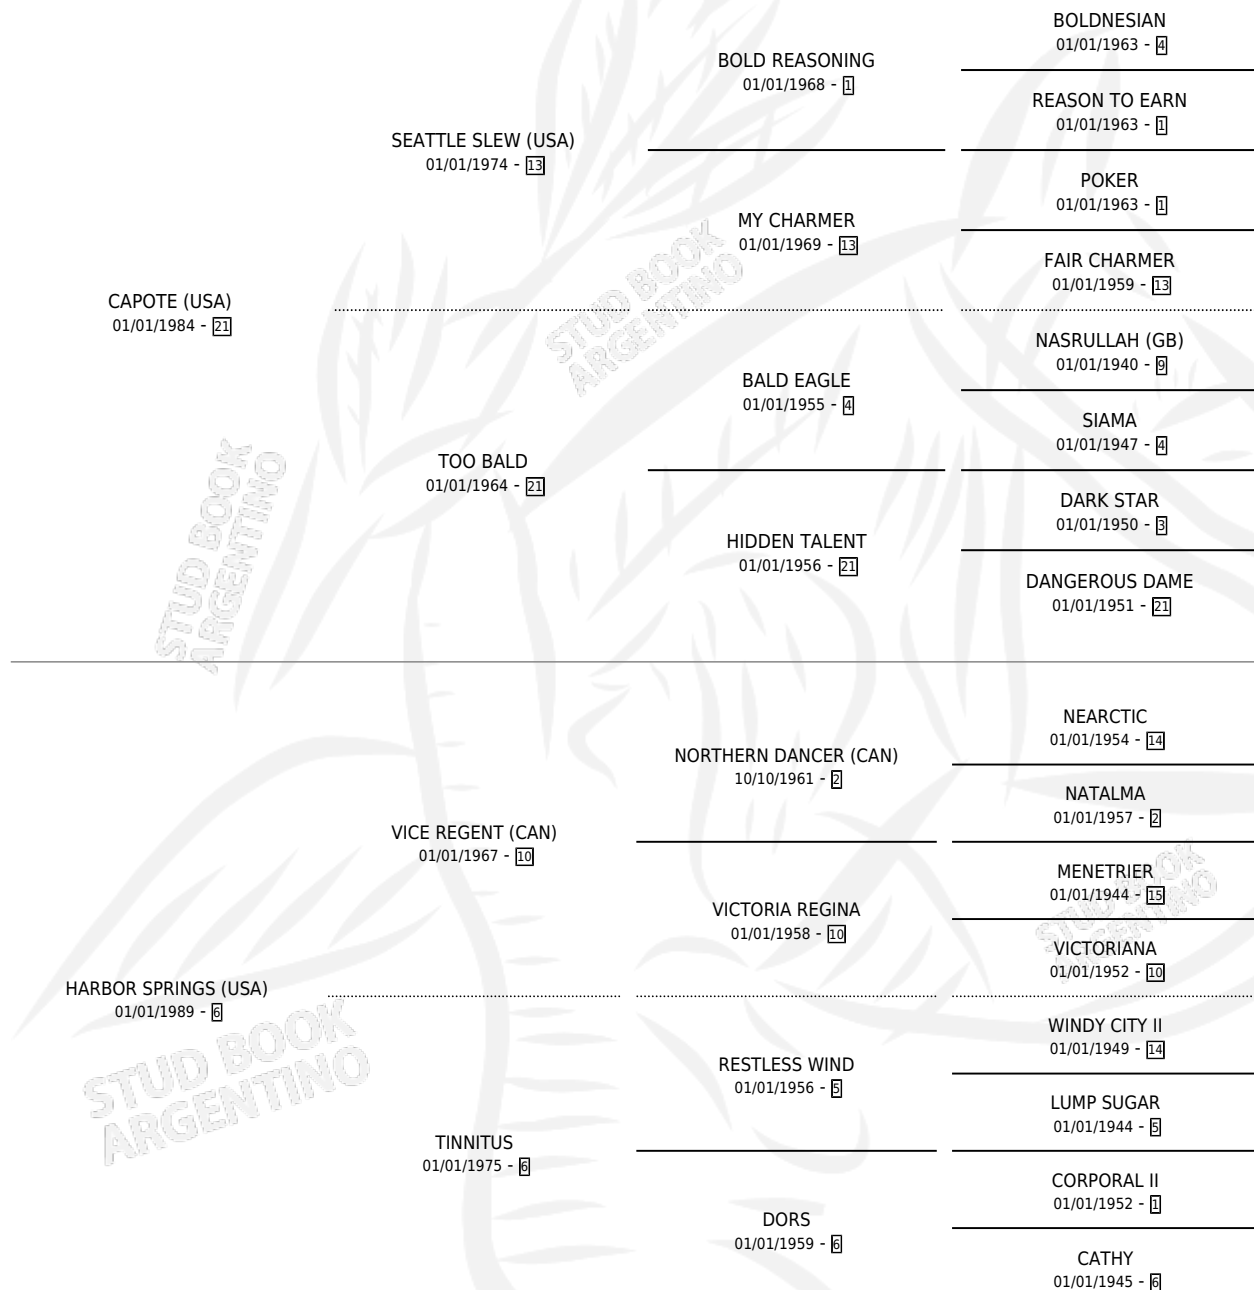 BOLDNESIAN
01/01/1963 - 4
BOLD REASONING
01/01/1968 - 1
REASON TO EARN
01/01/1963 - 1
SEATTLE SLEW (USA)
01/01/1974 - 13
POKER
01/01/1963 - 1
MY CHARMER
01/01/1969 - 13
FAIR CHARMER
01/01/1959 - 13
CAPOTE (USA)
01/01/1984 - 21
NASRULLAH (GB)
01/01/1940 - 9
BALD EAGLE
01/01/1955 - 4
SIAMA
01/01/1947 - 4
TOO BALD
01/01/1964 - 21
DARK STAR
01/01/1950 - 3
HIDDEN TALENT
01/01/1956 - 21
DANGEROUS DAME
01/01/1951 - 21
NEARCTIC
01/01/1954 - 14
NORTHERN DANCER (CAN)
10/10/1961 - 2
NATALMA
01/01/1957 - 2
VICE REGENT (CAN)
01/01/1967 - 10
MENETRIER
01/01/1944 - 15
VICTORIA REGINA
01/01/1958 - 10
VICTORIANA
01/01/1952 - 10
HARBOR SPRINGS (USA)
01/01/1989 - 6
WINDY CITY II
01/01/1949 - 14
RESTLESS WIND
01/01/1956 - 5
LUMP SUGAR
01/01/1944 - 5
TINNITUS
01/01/1975 - 6
CORPORAL II
01/01/1952 - 1
DORS
01/01/1959 - 6
CATHY
01/01/1945 - 6
STUD BOOK
ARGENTINO
STUD BOOK
ARGENTINO
STUD BOOK
ARGENTINO
STUD BOOK
ARGENTINO